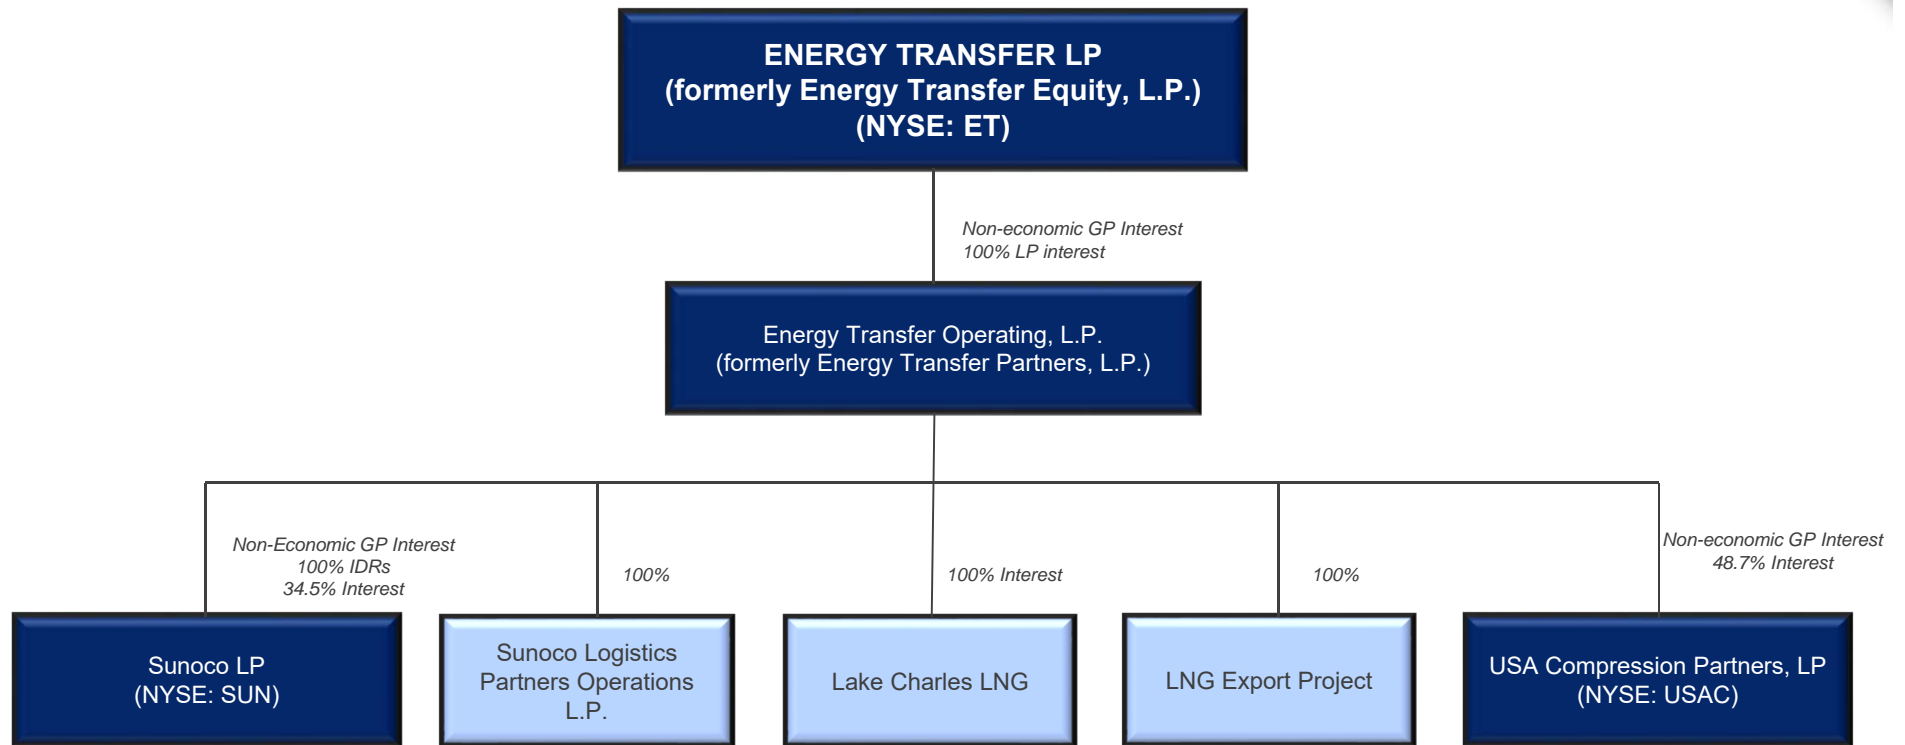 ENERGY TRANSFER LP
(formerly Energy Transfer Equity, L.P.)
(NYSE: ET)
Non-economic GP Interest
100% LP interest
Energy Transfer Operating, L.P.
(formerly Energy Transfer Partners, L.P.)
Non-Economic GP Interest
100% IDRs
34.5% Interest
100%
100% Interest
100%
Non-economic GP Interest
48.7% Interest
Sunoco LP
(NYSE: SUN)
Sunoco Logistics
Partners Operations
L.P.
Lake Charles LNG
LNG Export Project
USA Compression Partners, LP
(NYSE: USAC)